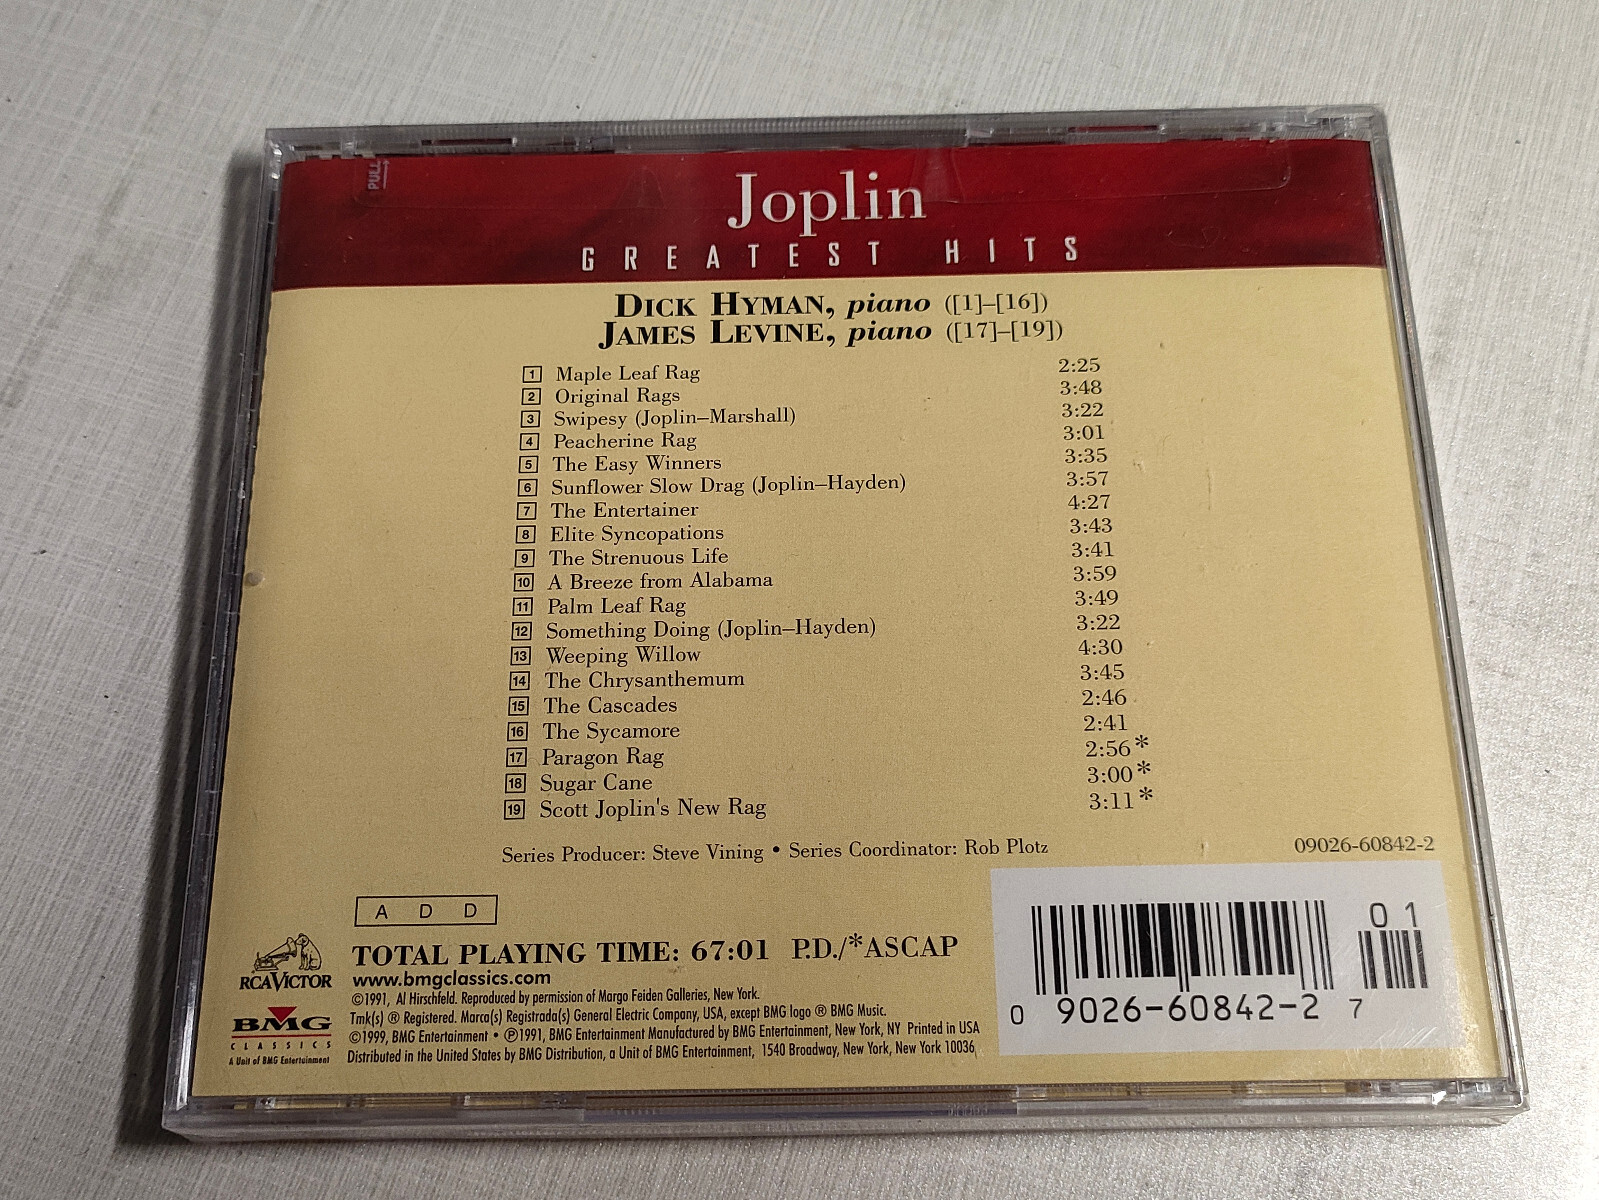 PULL
Joplin
GREATEST HITS
DICK HYMAN, piano ([1]–[16])
JAMES LEVINE, piano ([17]–[19])
1 Maple Leaf Rag 2:25
2 Original Rags 3:48
3 Swipesy (Joplin–Marshall) 3:22
4 Peacherine Rag 3:01
5 The Easy Winners 3:35
6 Sunflower Slow Drag (Joplin–Hayden) 3:57
7 The Entertainer 4:27
8 Elite Syncopations 3:43
9 The Strenuous Life 3:41
10 A Breeze from Alabama 3:59
11 Palm Leaf Rag 3:49
12 Something Doing (Joplin–Hayden) 3:22
13 Weeping Willow 4:30
14 The Chrysanthemum 3:45
15 The Cascades 2:46
16 The Sycamore 2:41
17 Paragon Rag 2:56*
18 Sugar Cane 3:00*
19 Scott Joplin's New Rag 3:11*
Series Producer: Steve Vining • Series Coordinator: Rob Plotz
09026-60842-2
A D D
TOTAL PLAYING TIME: 67:01 P.D./*ASCAP
www.bmgclassics.com
©1991, Al Hirschfeld. Reproduced by permission of Margo Feiden Galleries, New York.
Tmk(s) ® Registered. Marca(s) Registrada(s) General Electric Company, USA, except BMG logo ® BMG Music.
©1999, BMG Entertainment • ℗1991, BMG Entertainment Manufactured by BMG Entertainment, New York, NY Printed in USA
Distributed in the United States by BMG Distribution, a Unit of BMG Entertainment, 1540 Broadway, New York, New York 10036
RCA VICTOR
BMG
CLASSICS
A Unit of BMG Entertainment
01
0 9026-60842-2 7